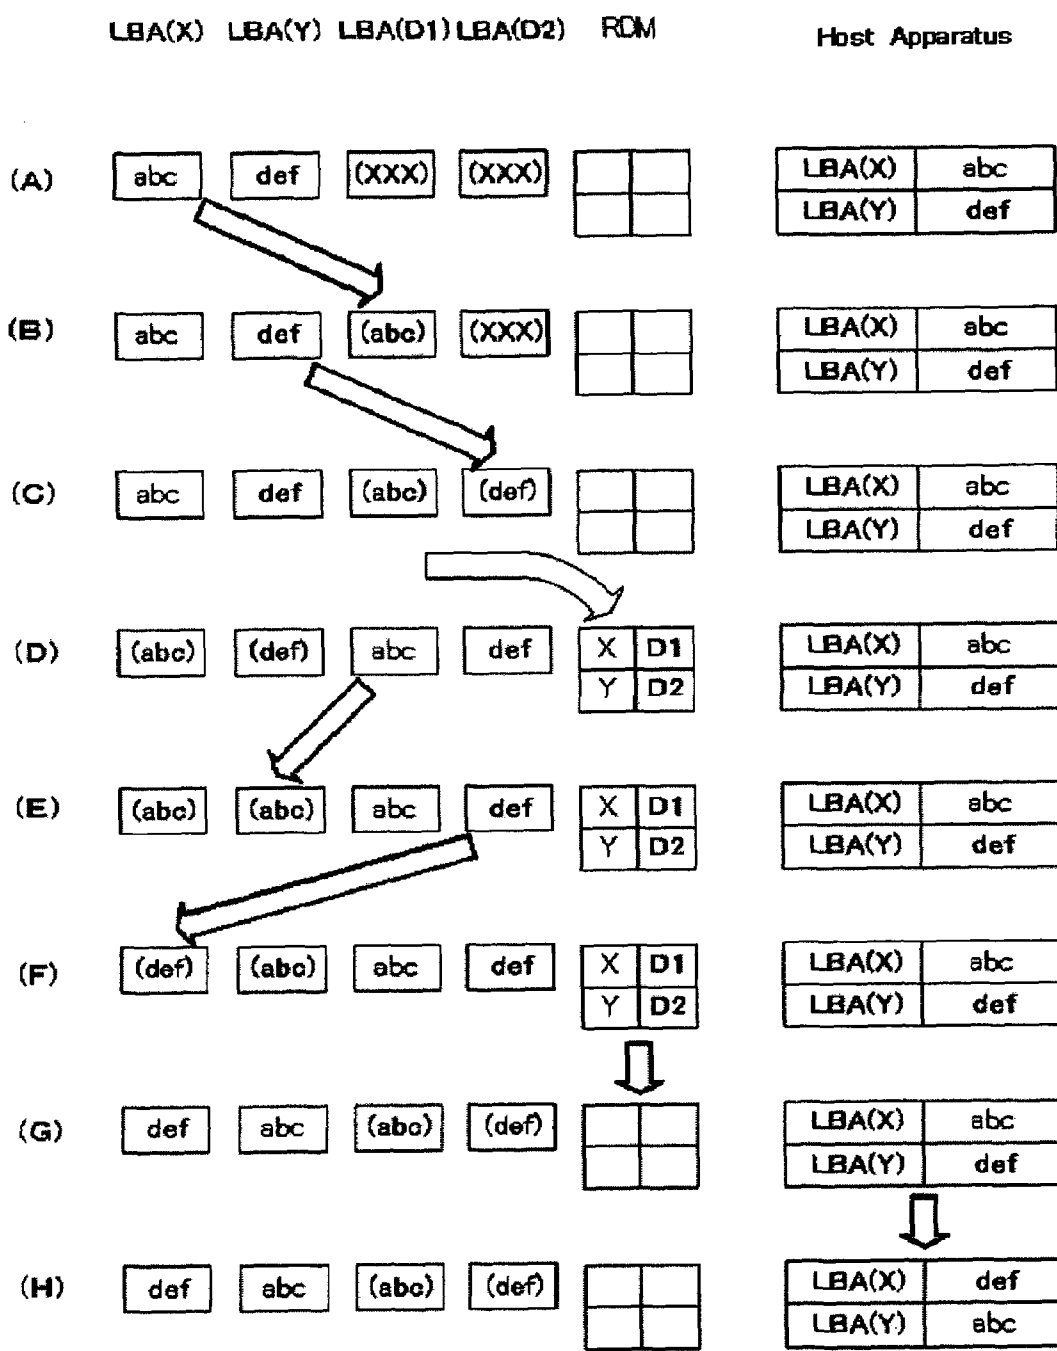 LBA(X) LBA(Y) LBA(D1) LBA(D2) RDM Host Apparatus
(A) abc def (XXX) (XXX) LBA(X) abc
LBA(Y) def
(B) abc def (abc) (XXX) LBA(X) abc
LBA(Y) def
(C) abc def (abc) (def) LBA(X) abc
LBA(Y) def
(D) (abc) (def) abc def X D1 LBA(X) abc
Y D2 LBA(Y) def
(E) (abc) (abc) abc def X D1 LBA(X) abc
Y D2 LBA(Y) def
(F) (def) (abc) abc def X D1 LBA(X) abc
Y D2 LBA(Y) def
(G) def abc (abc) (def) LBA(X) abc
LBA(Y) def
(H) def abc (abc) (def) LBA(X) def
LBA(Y) abc